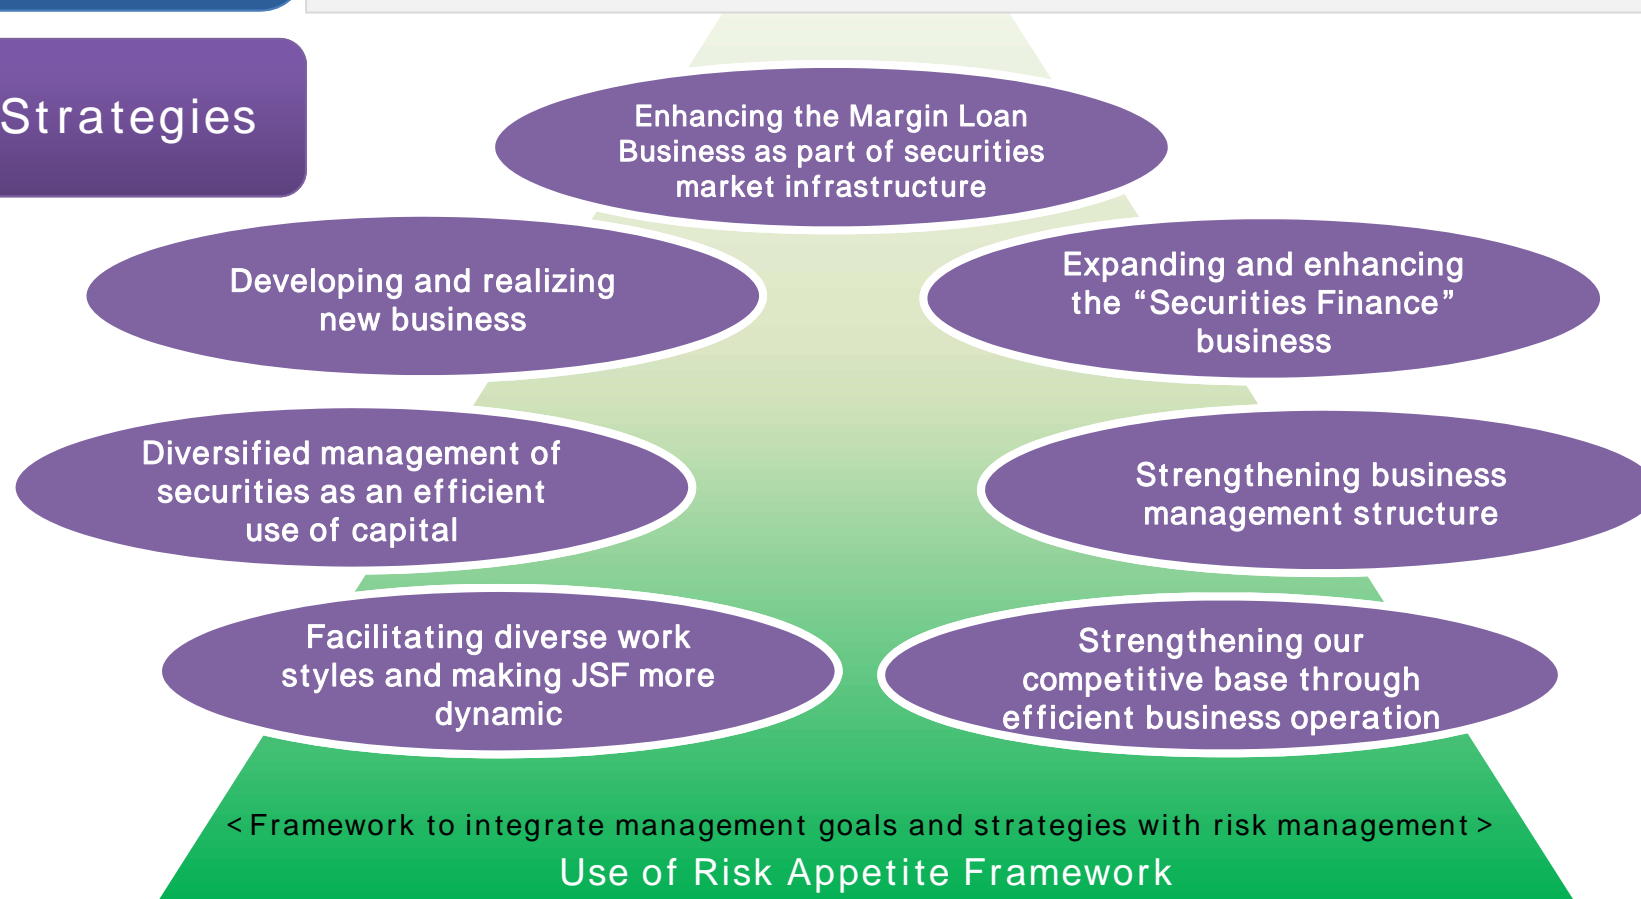 Strategies
Enhancing the Margin Loan
Business as part of securities
market infrastructure
Developing and realizing
new business
Expanding and enhancing
the “Securities Finance”
business
Diversified management of
securities as an efficient
use of capital
Strengthening business
management structure
Facilitating diverse work
styles and making JSF more
dynamic
Strengthening our
competitive base through
efficient business operation
<Framework to integrate management goals and strategies with risk management>
Use of Risk Appetite Framework